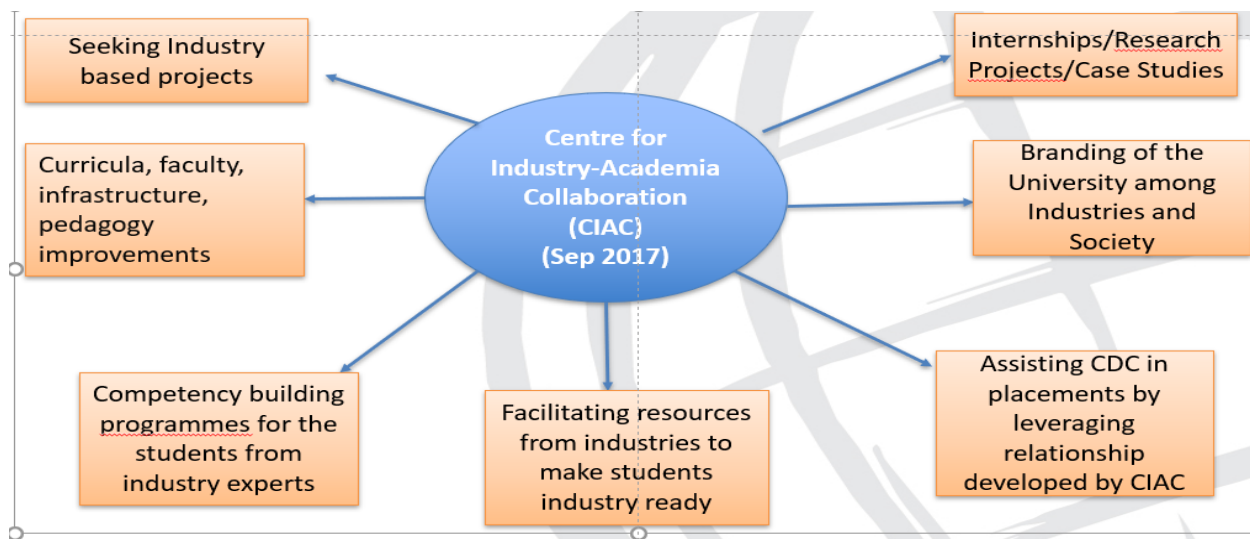 Seeking Industry
based projects
Internships/Research
Projects/Case Studies
Centre for
Industry-Academia
Collaboration
(CIAC)
(Sep 2017)
Curricula, faculty,
infrastructure,
pedagogy
improvements
Branding of the
University among
Industries and
Society
Competency building
programmes for the
students from
industry experts
Facilitating resources
from industries to
make students
industry ready
Assisting CDC in
placements by
leveraging
relationship
developed by CIAC